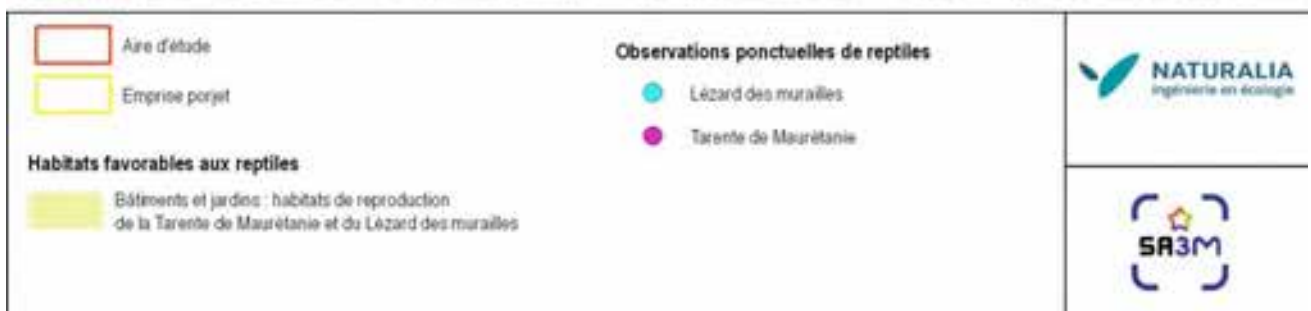 Aire d'étude
Emprise porjet
Habitats favorables aux reptiles
Bâtiments et jardins : habitats de reproduction
de la Tarente de Maurétanie et du Lézard des murailles
Observations ponctuelles de reptiles
Lézard des murailles
Tarente de Maurétanie
NATURALIA
ingénierie en écologie
SA3M